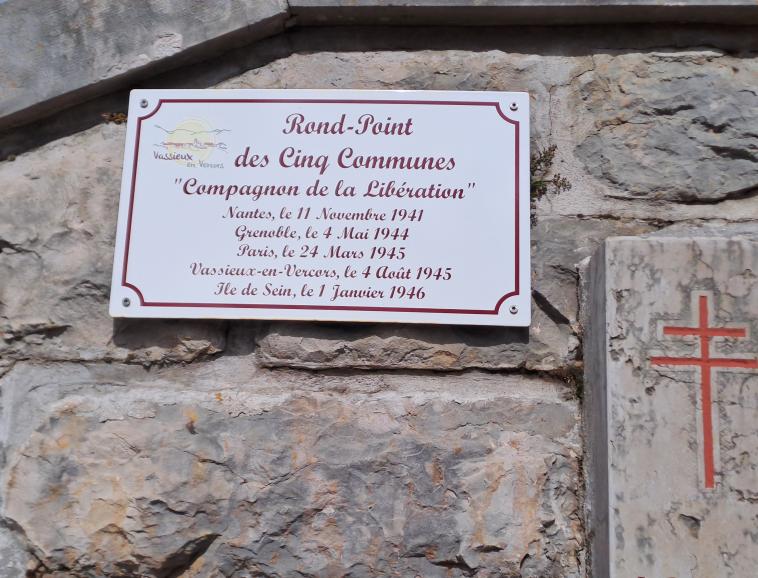 Vassieux
en-Vercors
Rond-Point
des Cinq Communes
"Compagnon de la Libération"
Nantes, le 11 Novembre 1941
Grenoble, le 4 Mai 1944
Paris, le 24 Mars 1945
Vassieux-en-Vercors, le 4 Août 1945
Ile de Sein, le 1 Janvier 1946